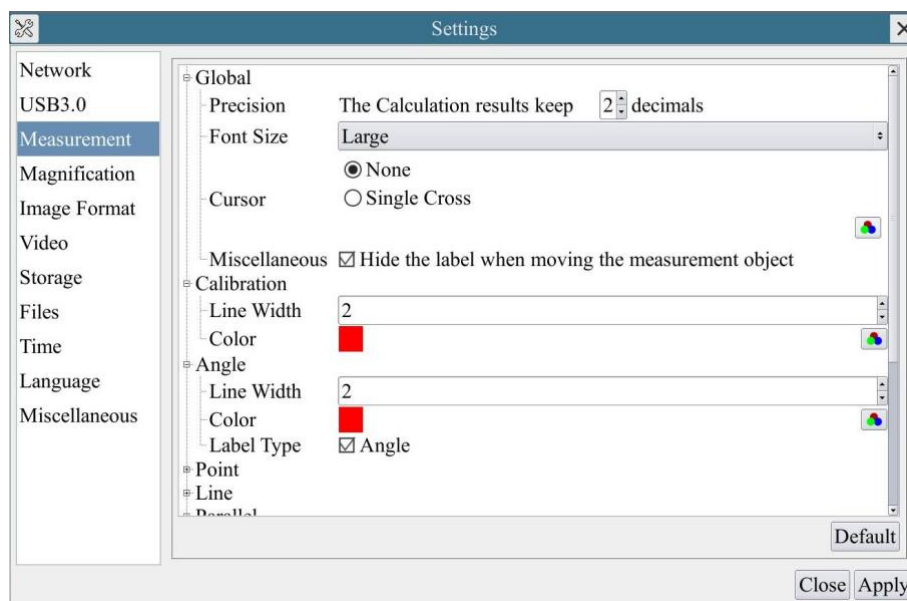 Settings
Network
USB3.0
Measurement
Magnification
Image Format
Video
Storage
Files
Time
Language
Miscellaneous
Global
Precision The Calculation results keep 2 decimals
Font Size Large
None
Cursor Single Cross
Miscellaneous Hide the label when moving the measurement object
Calibration
Line Width 2
Color
Angle
Line Width 2
Color
Label Type Angle
Point
Line
Parallel
Default
Close Apply